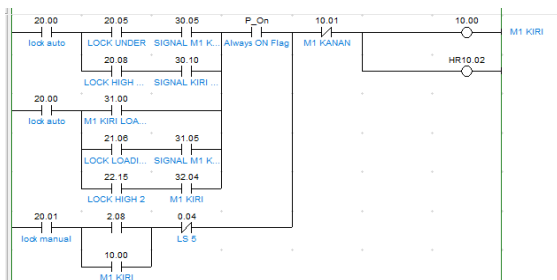 20.00 20.05 30.05 P_On 10.01 10.00
M1 KIRI
lock auto LOCK UNDER SIGNAL M1 K... Always ON Flag M1 KANAN
20.08 30.10 HR10.02
LOCK HIGH ... SIGNAL KIRI ...
20.00 31.00
lock auto M1 KIRI LOA...
21.06 31.05
LOCK LOADI... SIGNAL M1 K...
22.15 32.04
LOCK HIGH 2 M1 KIRI
20.01 2.08 0.04
lock manual LS 5
10.00
M1 KIRI